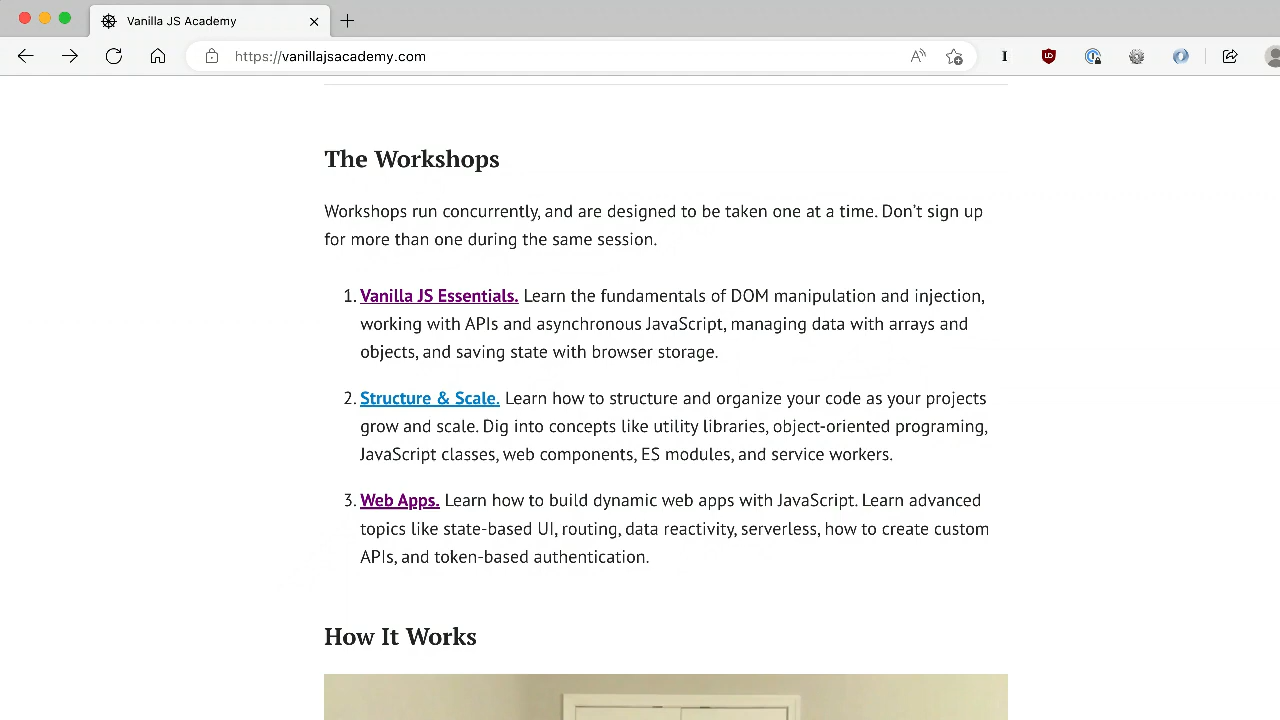 Vanilla JS Academy
https://vanillajsacademy.com
The Workshops
Workshops run concurrently, and are designed to be taken one at a time. Don’t sign up
for more than one during the same session.
1. Vanilla JS Essentials. Learn the fundamentals of DOM manipulation and injection,
working with APIs and asynchronous JavaScript, managing data with arrays and
objects, and saving state with browser storage.
2. Structure & Scale. Learn how to structure and organize your code as your projects
grow and scale. Dig into concepts like utility libraries, object-oriented programing,
JavaScript classes, web components, ES modules, and service workers.
3. Web Apps. Learn how to build dynamic web apps with JavaScript. Learn advanced
topics like state-based UI, routing, data reactivity, serverless, how to create custom
APIs, and token-based authentication.
How It Works